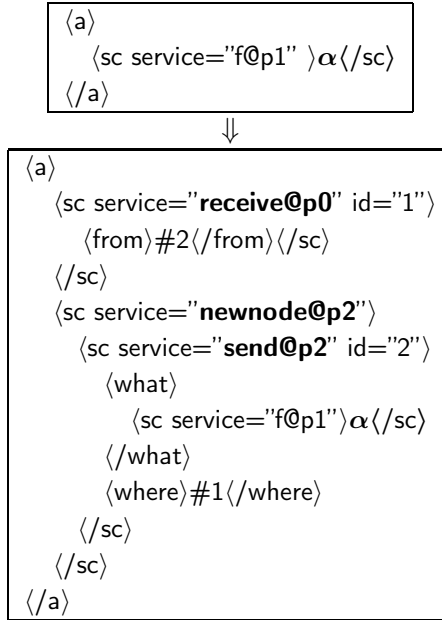 ⟨a⟩
⟨sc service="f@p1" ⟩α⟨/sc⟩
⟨/a⟩
⇓
⟨a⟩
⟨sc service="receive@p0" id="1"⟩
⟨from⟩#2⟨/from⟩⟨/sc⟩
⟨/sc⟩
⟨sc service="newnode@p2"⟩
⟨sc service="send@p2" id="2"⟩
⟨what⟩
⟨sc service="f@p1"⟩α⟨/sc⟩
⟨/what⟩
⟨where⟩#1⟨/where⟩
⟨/sc⟩
⟨/sc⟩
⟨/a⟩